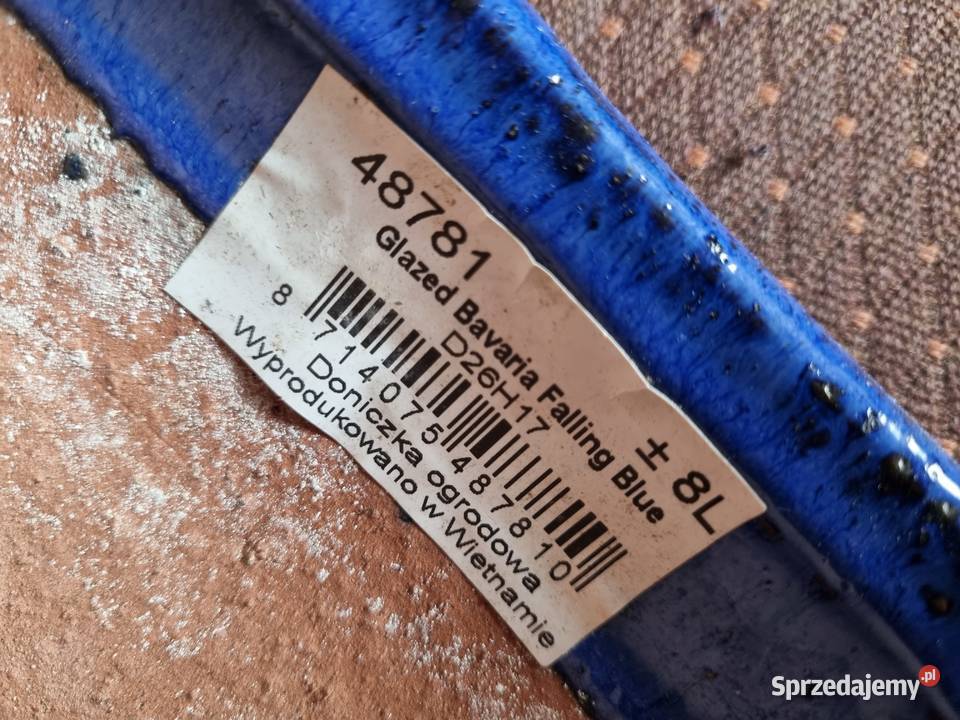 48781 ± 8L
Glazed Bavaria Falling Blue
D26H17
8 714075 487810
Doniczka ogrodowa
Wyprodukowano w Wietnamie
Sprzedajemy.pl